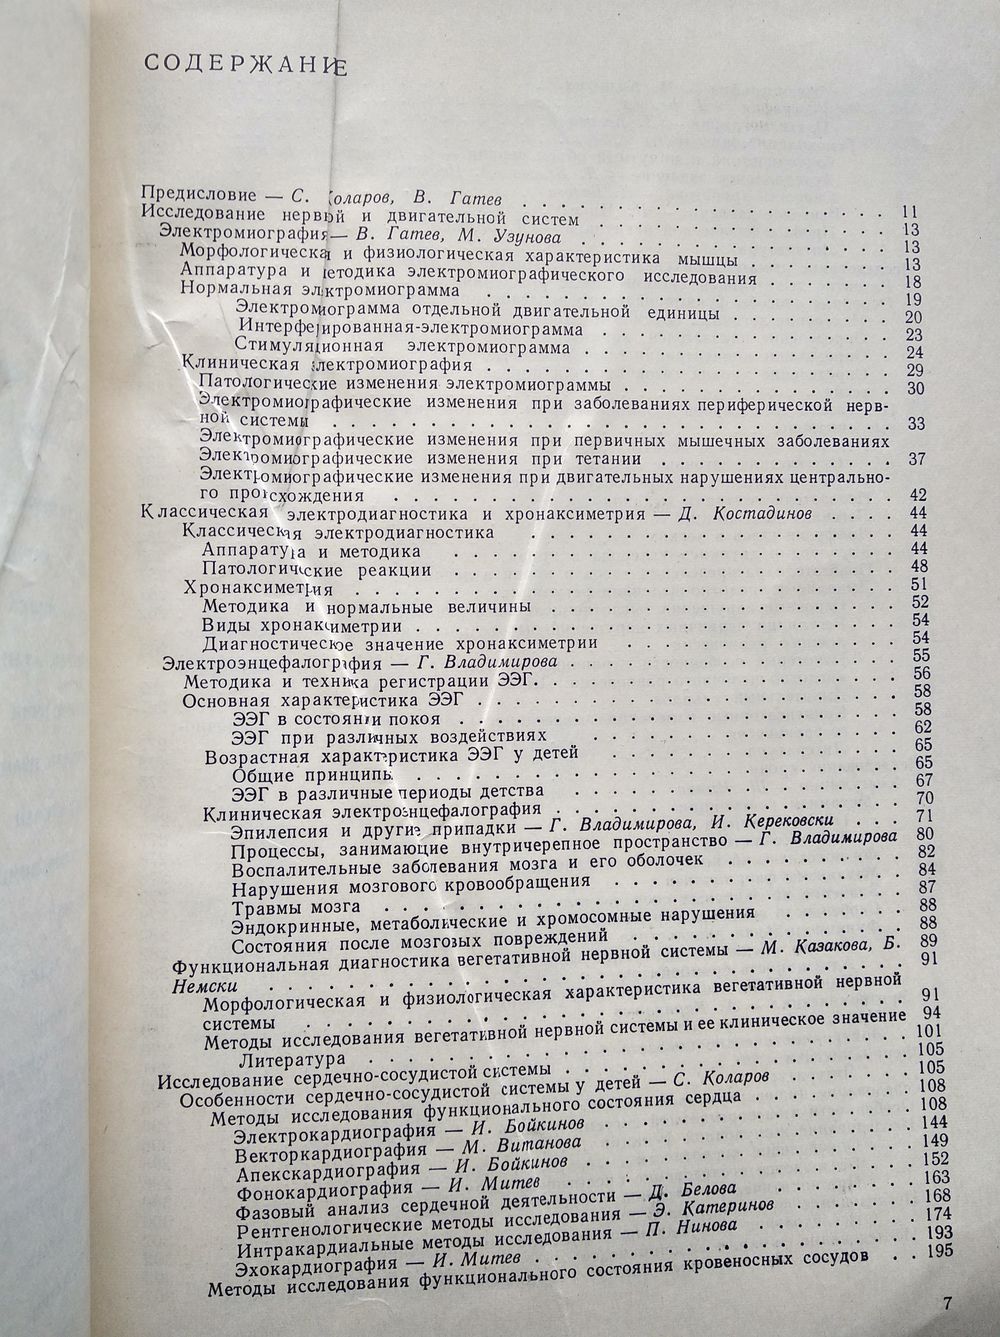 СОДЕРЖАНИЕ
Предисловие — С. Коларов, В. Гатев . . . . . 11
Исследование нервной и двигательной систем . . . . . 13
Электромиография — В. Гатев, М. Узунова . . . . . 13
Морфологическая и физиологическая характеристика мышцы . . . . . 13
Аппаратура и методика электромиографического исследования . . . . . 18
Нормальная электромиограмма . . . . . 19
Электромиограмма отдельной двигательной единицы . . . . . 20
Интерферированная-электромиограмма . . . . . 23
Стимуляционная электромиограмма . . . . . 24
Клиническая электромиография . . . . . 29
Патологические изменения электромиограммы . . . . . 30
Электромиографические изменения при заболеваниях периферической нерв-
ной системы . . . . . 33
Электромиографические изменения при первичных мышечных заболеваниях
Электромиографические изменения при тетании . . . . . 37
Электромиографические изменения при двигательных нарушениях центрально-
го происхождения . . . . . 42
Классическая электродиагностика и хронаксиметрия — Д. Костадинов . . . . 44
Классическая электродиагностика . . . . . 44
Аппаратура и методика . . . . . 44
Патологические реакции . . . . . 48
Хронаксиметрия . . . . . 51
Методика и нормальные величины . . . . . 52
Виды хронаксиметрии . . . . . 54
Диагностическое значение хронаксиметрии . . . . . 54
Электроэнцефалография — Г. Владимирова . . . . . 55
Методика и техника регистрации ЭЭГ. . . . . . 56
Основная характеристика ЭЭГ . . . . . 58
ЭЭГ в состоянии покоя . . . . . 58
ЭЭГ при различных воздействиях . . . . . 62
Возрастная характеристика ЭЭГ у детей . . . . . 65
Общие принципы . . . . . 65
ЭЭГ в различные периоды детства . . . . . 67
Клиническая электроэнцефалография . . . . . 70
Эпилепсия и другие припадки — Г. Владимирова, И. Керековски . . . 71
Процессы, занимающие внутричерепное пространство — Г. Владимирова 80
Воспалительные заболевания мозга и его оболочек . . . . . 82
Нарушения мозгового кровообращения . . . . . 84
Травмы мозга . . . . . 87
Эндокринные, метаболические и хромосомные нарушения . . . . . 88
Состояния после мозговых повреждений . . . . . 88
Функциональная диагностика вегетативной нервной системы — М. Казакова, Б. 89
Немски . . . . . 91
Морфологическая и физиологическая характеристика вегетативной нервной
системы . . . . . 91
Методы исследования вегетативной нервной системы и ее клиническое значение 94
Литература . . . . . 101
Исследование сердечно-сосудистой системы . . . . . 105
Особенности сердечно-сосудистой системы у детей — С. Коларов . . . . . 105
Методы исследования функционального состояния сердца . . . . . 108
Электрокардиография — И. Бойкинов . . . . . 108
Векторкардиография — М. Витанова . . . . . 144
Апекскардиография — И. Бойкинов . . . . . 149
Фонокардиография — И. Митев . . . . . 152
Фазовый анализ сердечной деятельности — Д. Белова . . . . . 163
Рентгенологические методы исследования — Э. Катеринов . . . . . 168
Интракардиальные методы исследования — П. Нинова . . . . . 174
Эхокардиография — И. Митев . . . . . 193
Методы исследования функционального состояния кровеносных сосудов . . 195
7